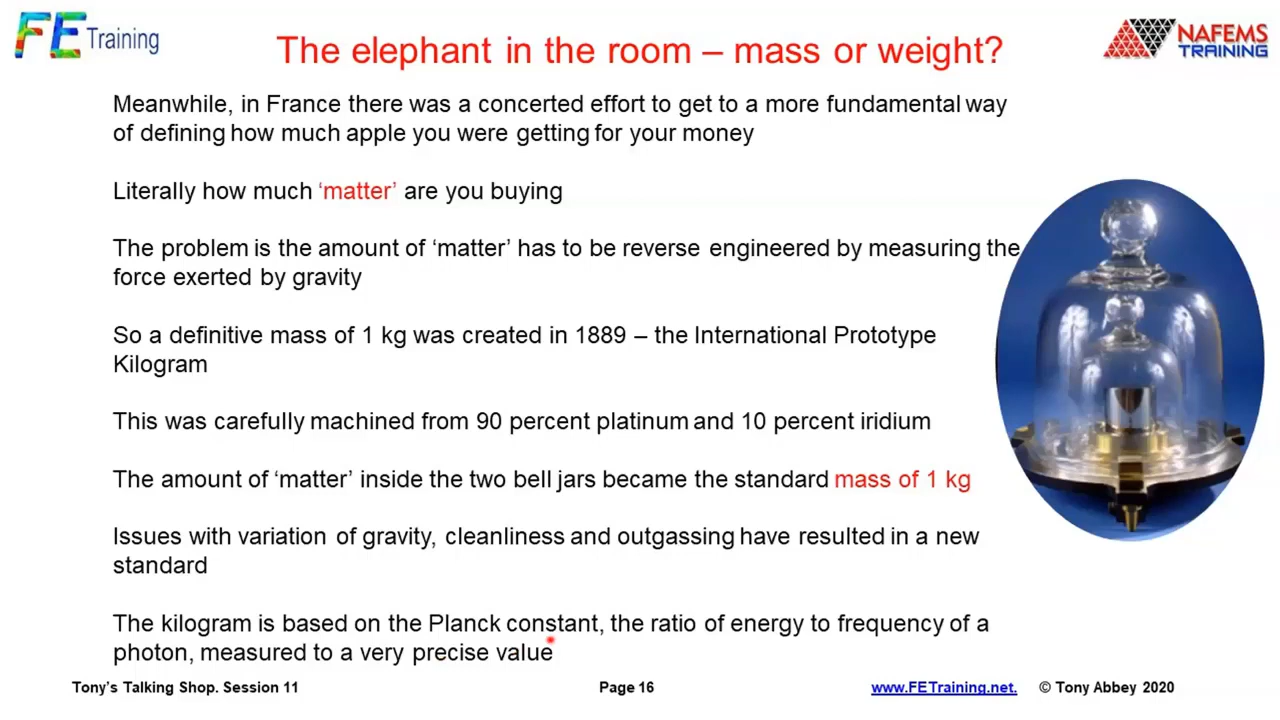 FE Training
The elephant in the room – mass or weight?
NAFEMS
TRAINING
Meanwhile, in France there was a concerted effort to get to a more fundamental way
of defining how much apple you were getting for your money
Literally how much ‘matter’ are you buying
The problem is the amount of ‘matter’ has to be reverse engineered by measuring the
force exerted by gravity
So a definitive mass of 1 kg was created in 1889 – the International Prototype
Kilogram
This was carefully machined from 90 percent platinum and 10 percent iridium
The amount of ‘matter’ inside the two bell jars became the standard mass of 1 kg
Issues with variation of gravity, cleanliness and outgassing have resulted in a new
standard
The kilogram is based on the Planck constant, the ratio of energy to frequency of a
photon, measured to a very precise value
Tony’s Talking Shop. Session 11 Page 16 www.FETraining.net. © Tony Abbey 2020